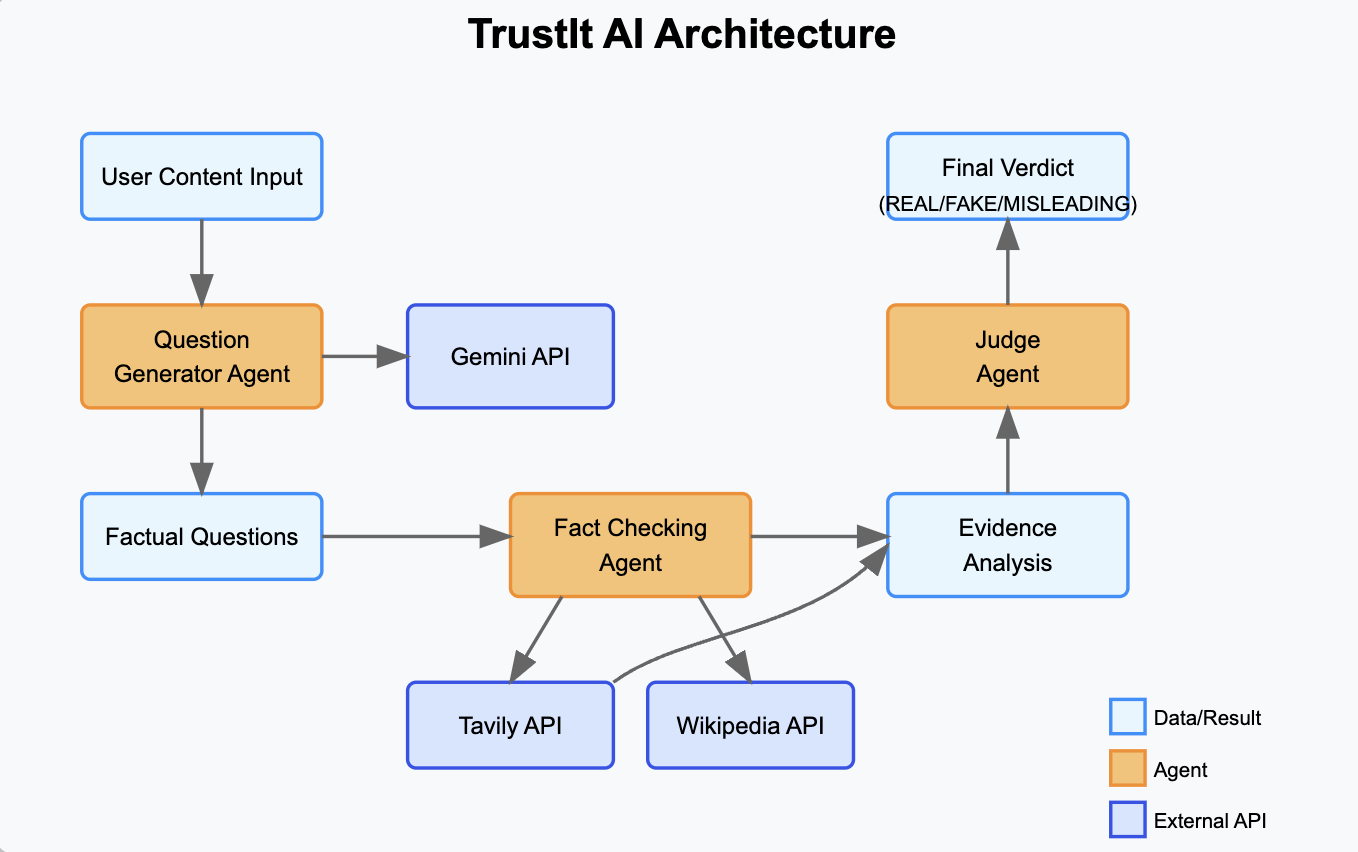 TrustIt AI Architecture
User Content Input
Final Verdict
(REAL/FAKE/MISLEADING)
Question
Generator Agent
Gemini API
Judge
Agent
Factual Questions
Fact Checking
Agent
Evidence
Analysis
Tavily API
Wikipedia API
Data/Result
Agent
External API